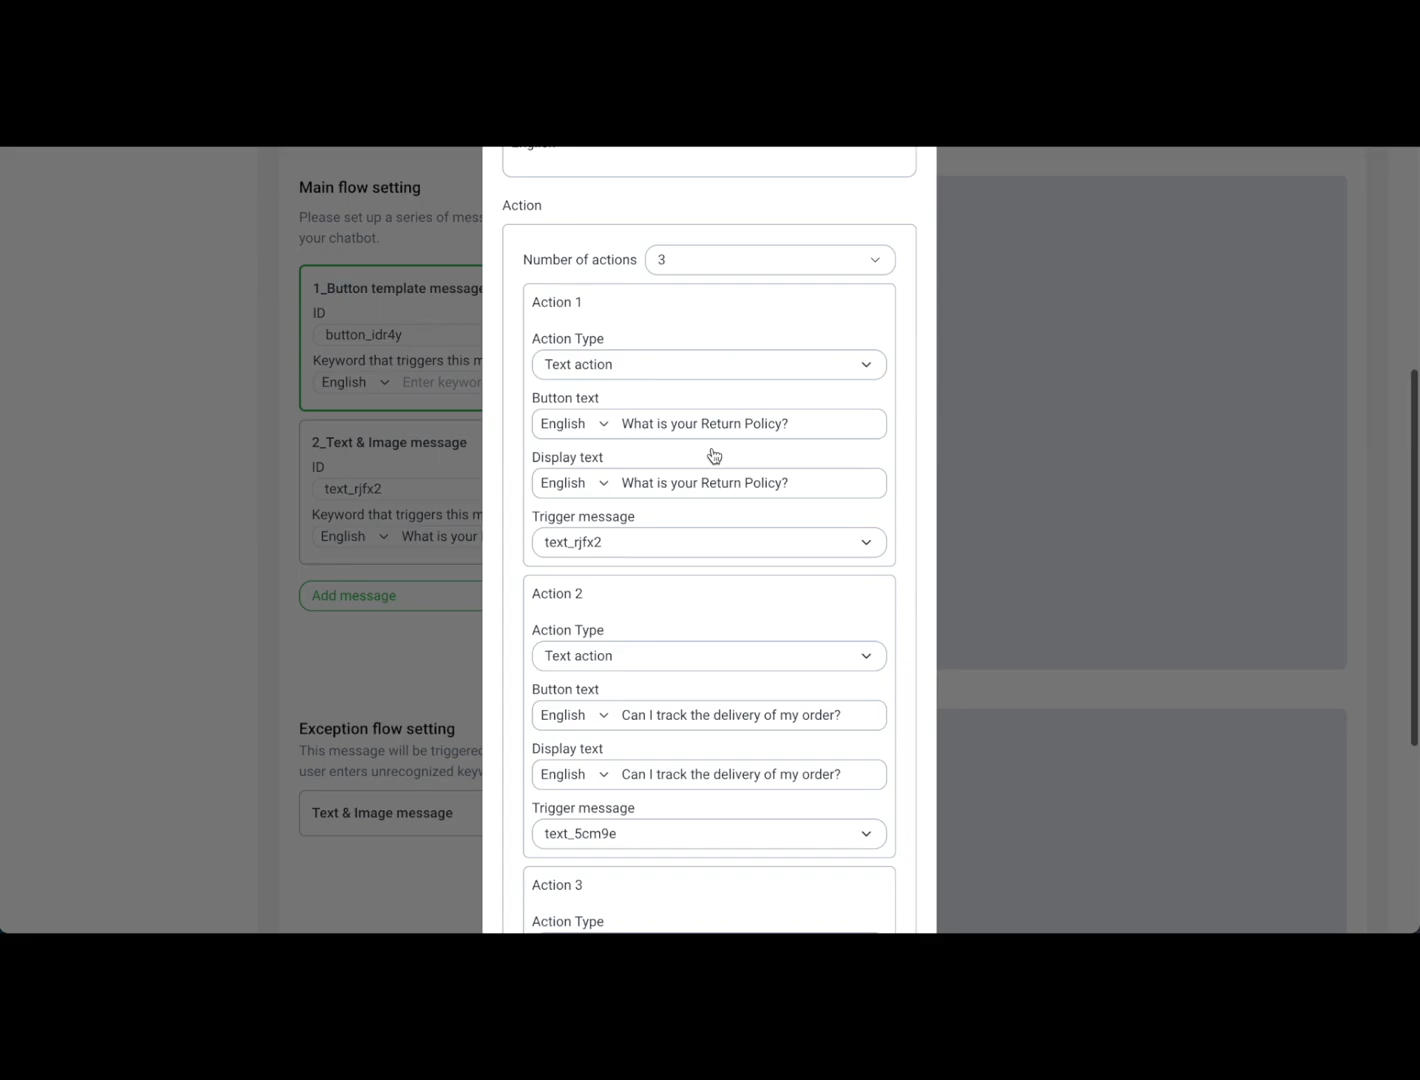 Main flow setting
Please set up a series of mess
your chatbot.
1_Button template message
ID
button_idr4y
Keyword that triggers this m
English Enter keywor
2_Text & Image message
ID
text_rjfx2
Keyword that triggers this m
English What is your
Add message
Exception flow setting
This message will be triggered
user enters unrecognized keyw
Text & Image message
Action
Number of actions 3
Action 1
Action Type
Text action
Button text
English What is your Return Policy?
Display text
English What is your Return Policy?
Trigger message
text_rjfx2
Action 2
Action Type
Text action
Button text
English Can I track the delivery of my order?
Display text
English Can I track the delivery of my order?
Trigger message
text_5cm9e
Action 3
Action Type